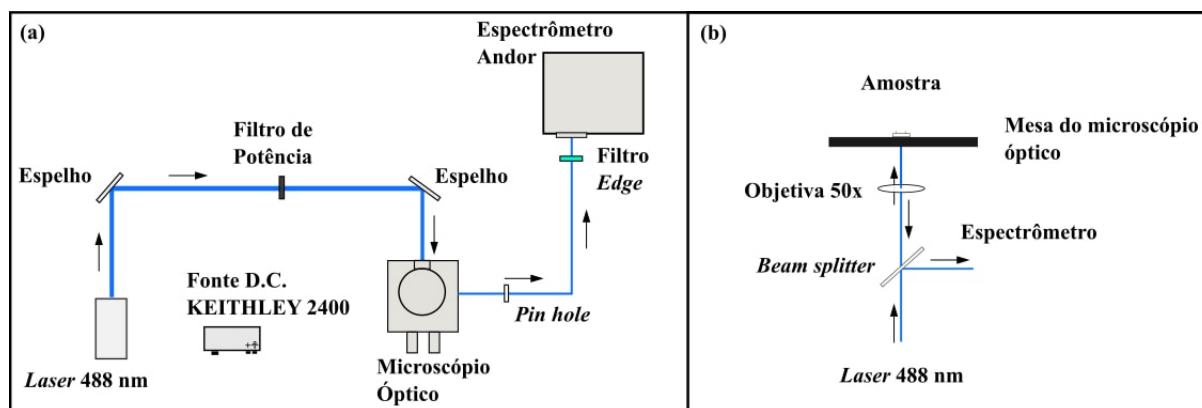 (a)
Espectrômetro
Andor
Filtro de
Potência
Espelho
Espelho
Filtro
Edge
Fonte D.C.
KEITHLEY 2400
Pin hole
Laser 488 nm
Microscópio
Óptico
(b)
Amostra
Mesa do microscópio
óptico
Objetiva 50x
Espectrômetro
Beam splitter
Laser 488 nm